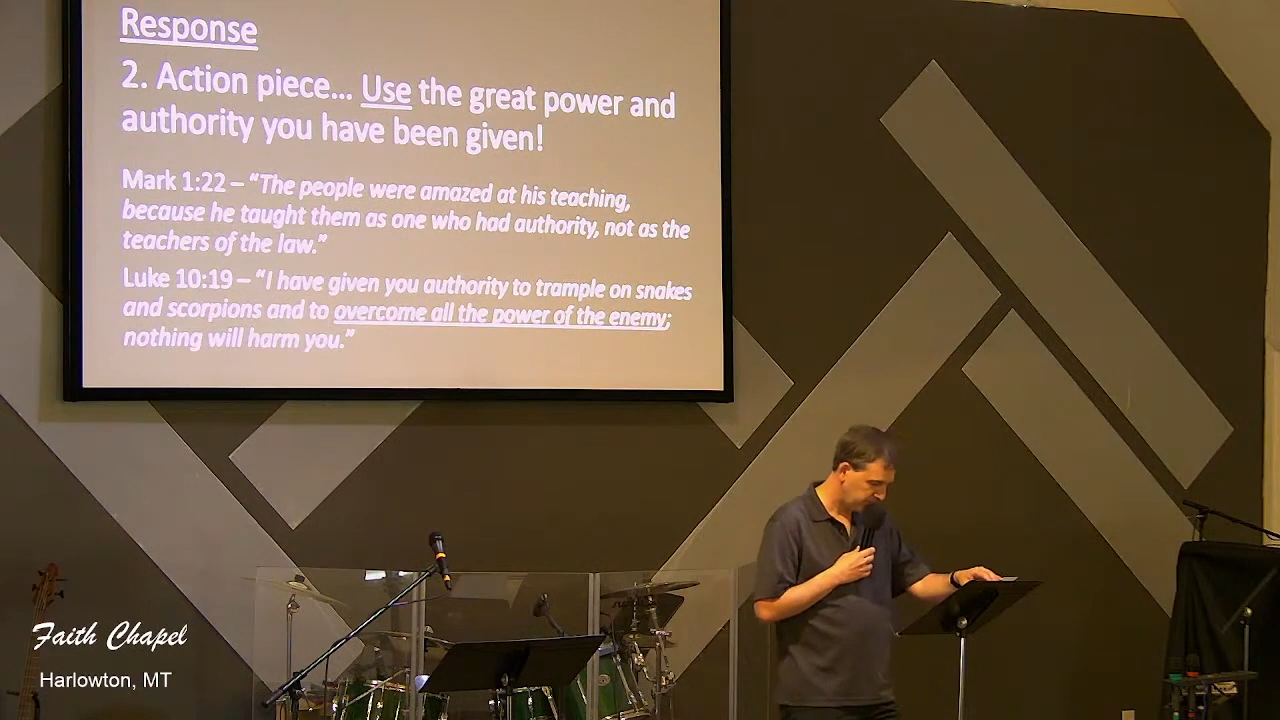 Response
2. Action piece... Use the great power and
authority you have been given!
Mark 1:22 – “The people were amazed at his teaching,
because he taught them as one who had authority, not as the
teachers of the law.”
Luke 10:19 – “I have given you authority to trample on snakes
and scorpions and to overcome all the power of the enemy;
nothing will harm you.”
Faith Chapel
Harlowton, MT